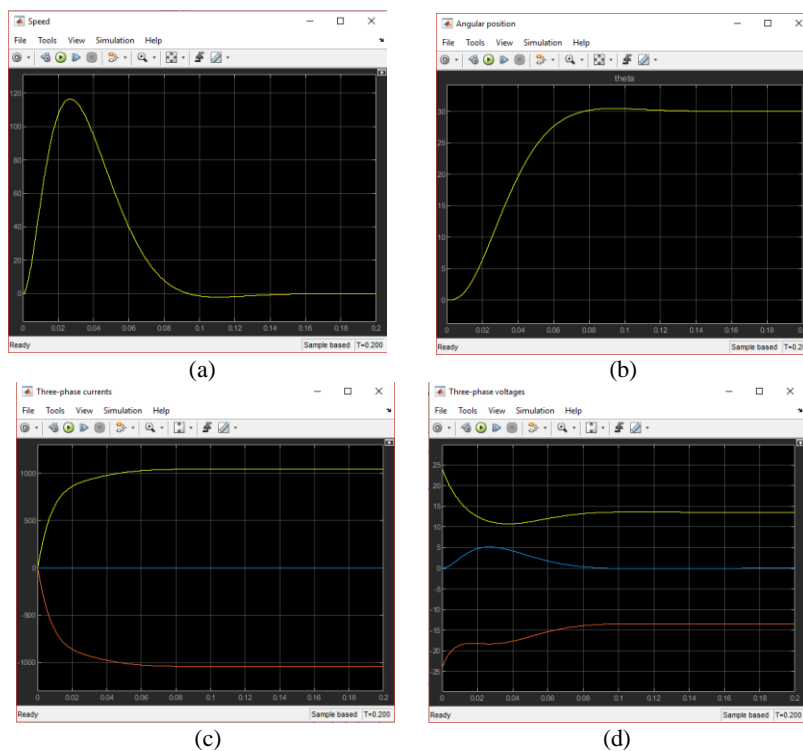 Speed
File Tools View Simulation Help
120
100
80
60
40
20
0
0 0.02 0.04 0.06 0.08 0.1 0.12 0.14 0.16 0.18 0.2
Ready Sample based T=0.200
(a)
Angular position
File Tools View Simulation Help
theta
30
25
20
15
10
5
0
0 0.02 0.04 0.06 0.08 0.1 0.12 0.14 0.16 0.18 0.2
Ready Sample based T=0.20
(b)
Three-phase currents
File Tools View Simulation Help
1000
500
0
-500
-1000
0 0.02 0.04 0.06 0.08 0.1 0.12 0.14 0.16 0.18 0.2
Ready Sample based T=0.200
(c)
Three-phase voltages
File Tools View Simulation Help
25
20
15
10
5
0
-5
-10
-15
-20
-25
0 0.02 0.04 0.06 0.08 0.1 0.12 0.14 0.16 0.18 0.2
Ready Sample based T=0.200
(d)